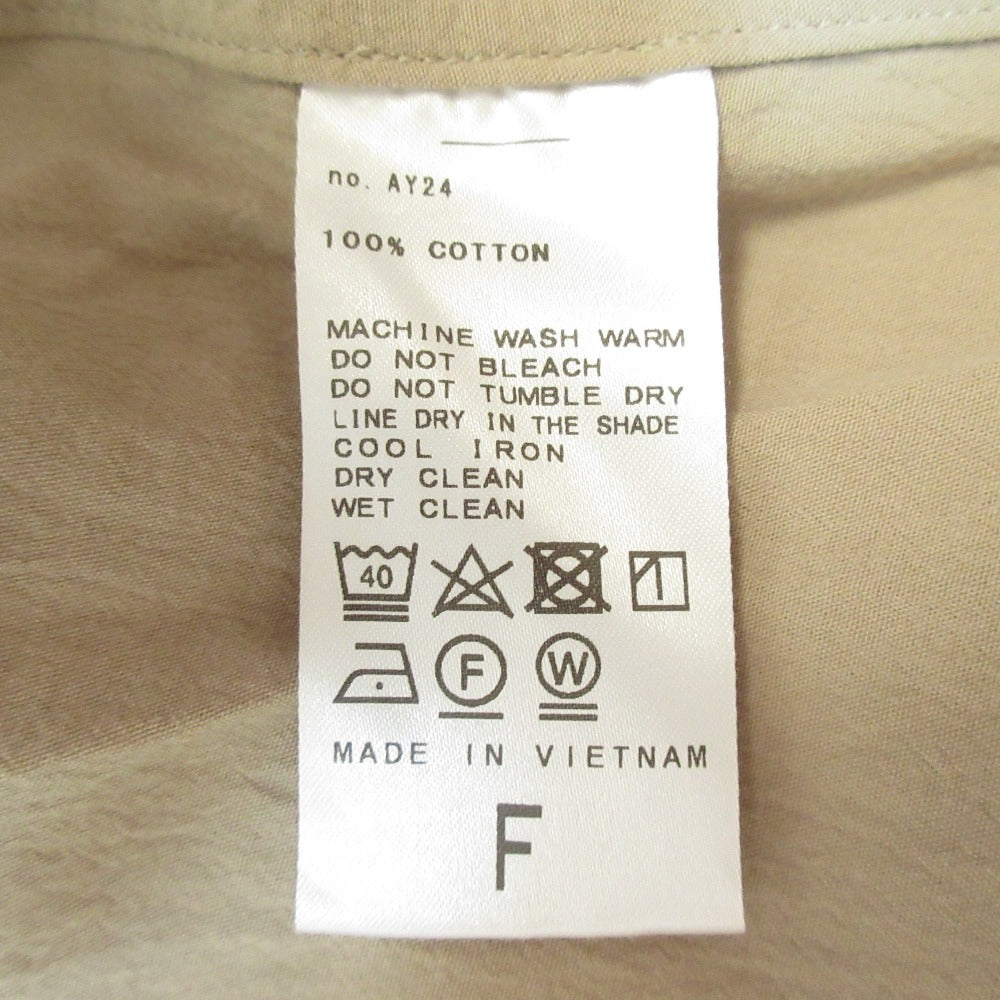 no. AY24
100% COTTON
MACHINE WASH WARM
DO NOT BLEACH
DO NOT TUMBLE DRY
LINE DRY IN THE SHADE
COOL IRON
DRY CLEAN
WET CLEAN
40
F W
MADE IN VIETNAM
F